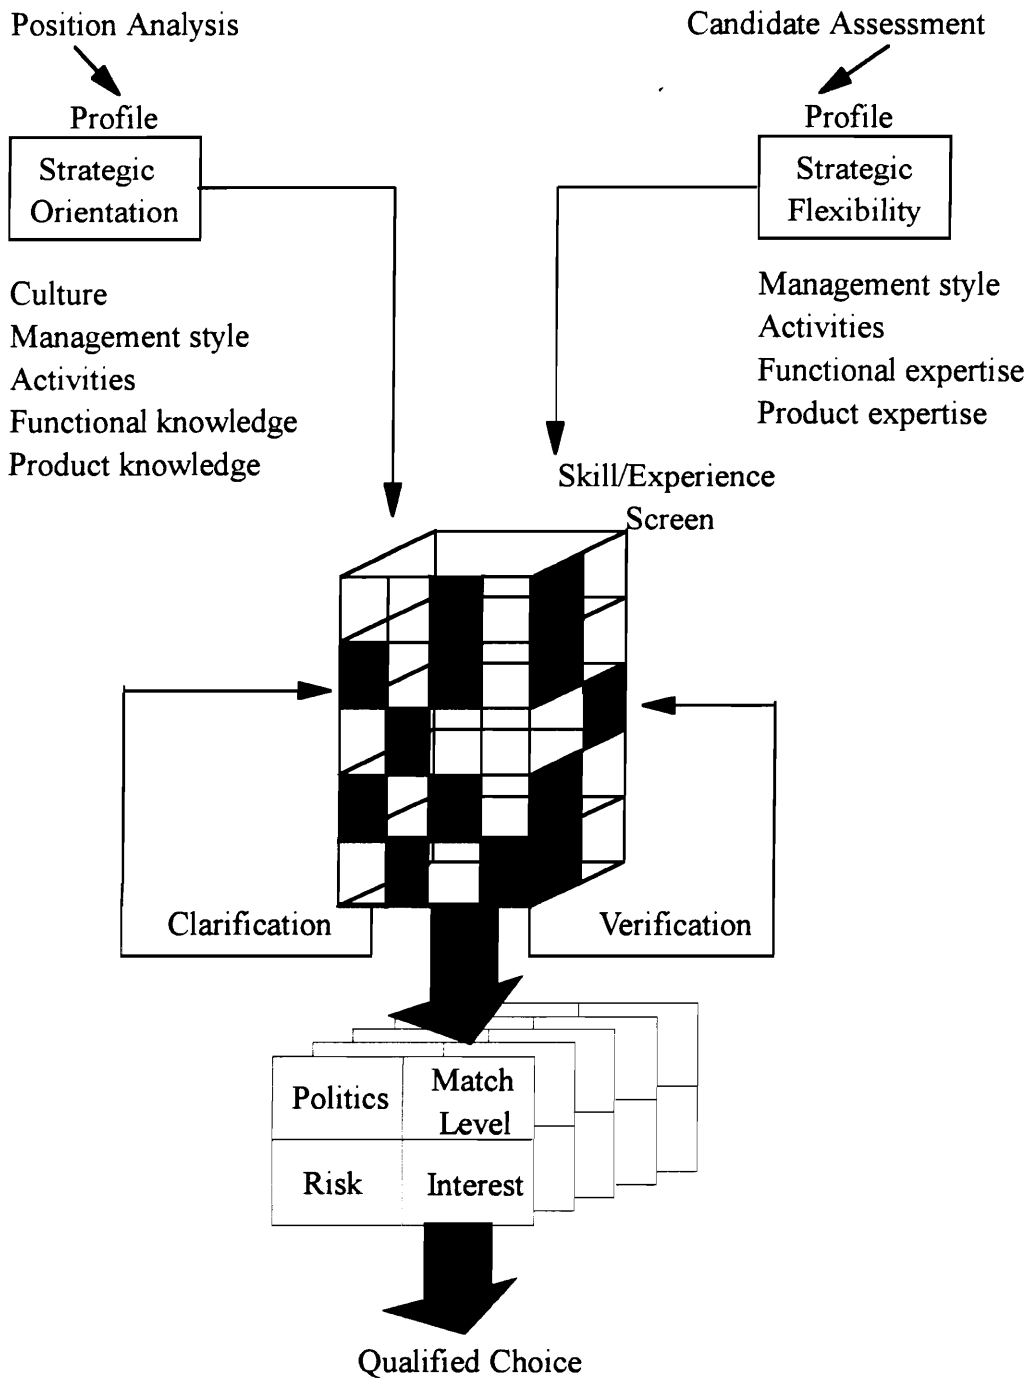 Position Analysis
Candidate Assessment
Profile
Strategic
Orientation
Culture
Management style
Activities
Functional knowledge
Product knowledge
Profile
Strategic
Flexibility
Management style
Activities
Functional expertise
Product expertise
Skill/Experience
Screen
Clarification
Verification
Politics
Match
Level
Risk
Interest
Qualified Choice